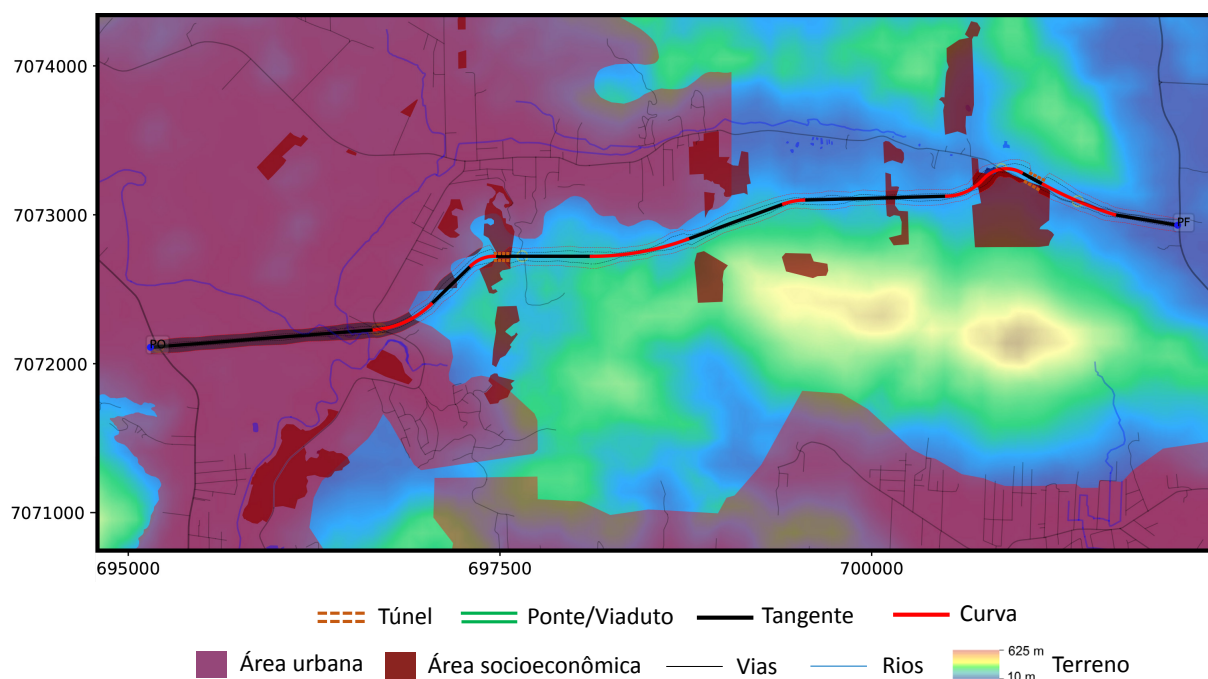 7074000
7073000
7072000
7071000
PO
PF
695000 697500 700000
Túnel Ponte/Viaduto Tangente Curva
Área urbana Área socioeconômica Vias Rios 625 m Terreno
10 m